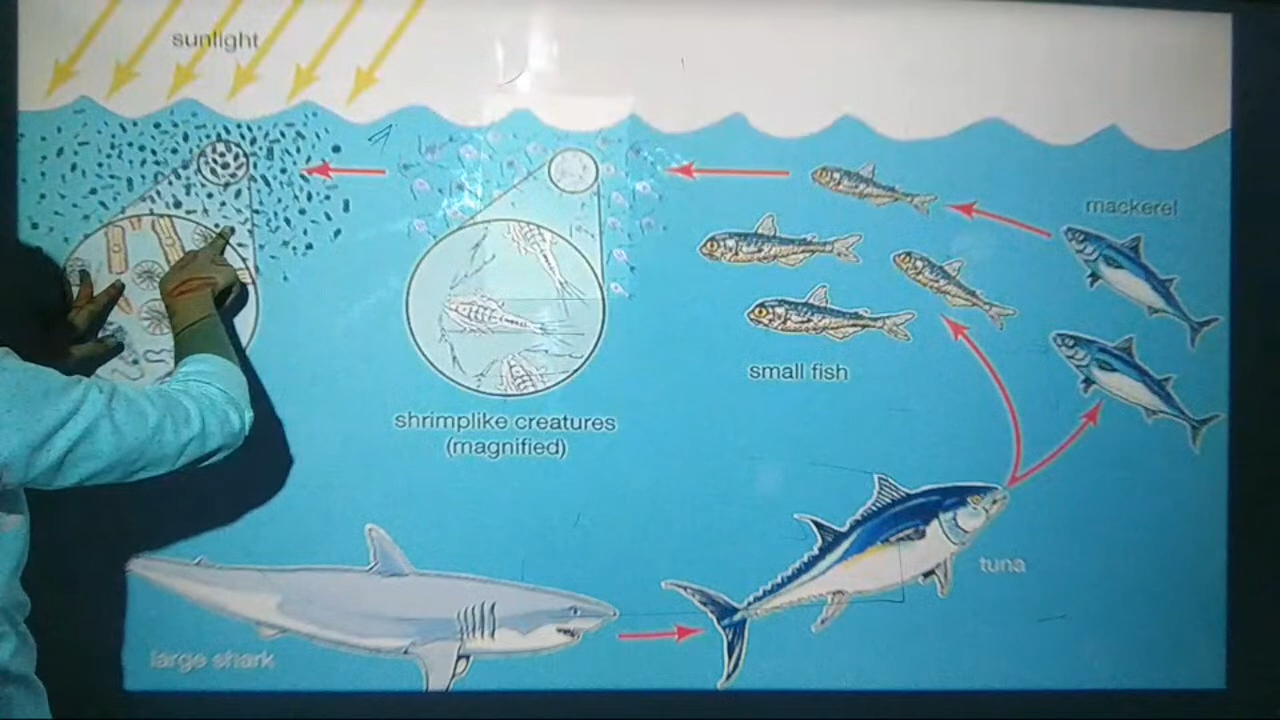 sunlight
mackerel
small fish
shrimplike creatures
(magnified)
tuna
large shark